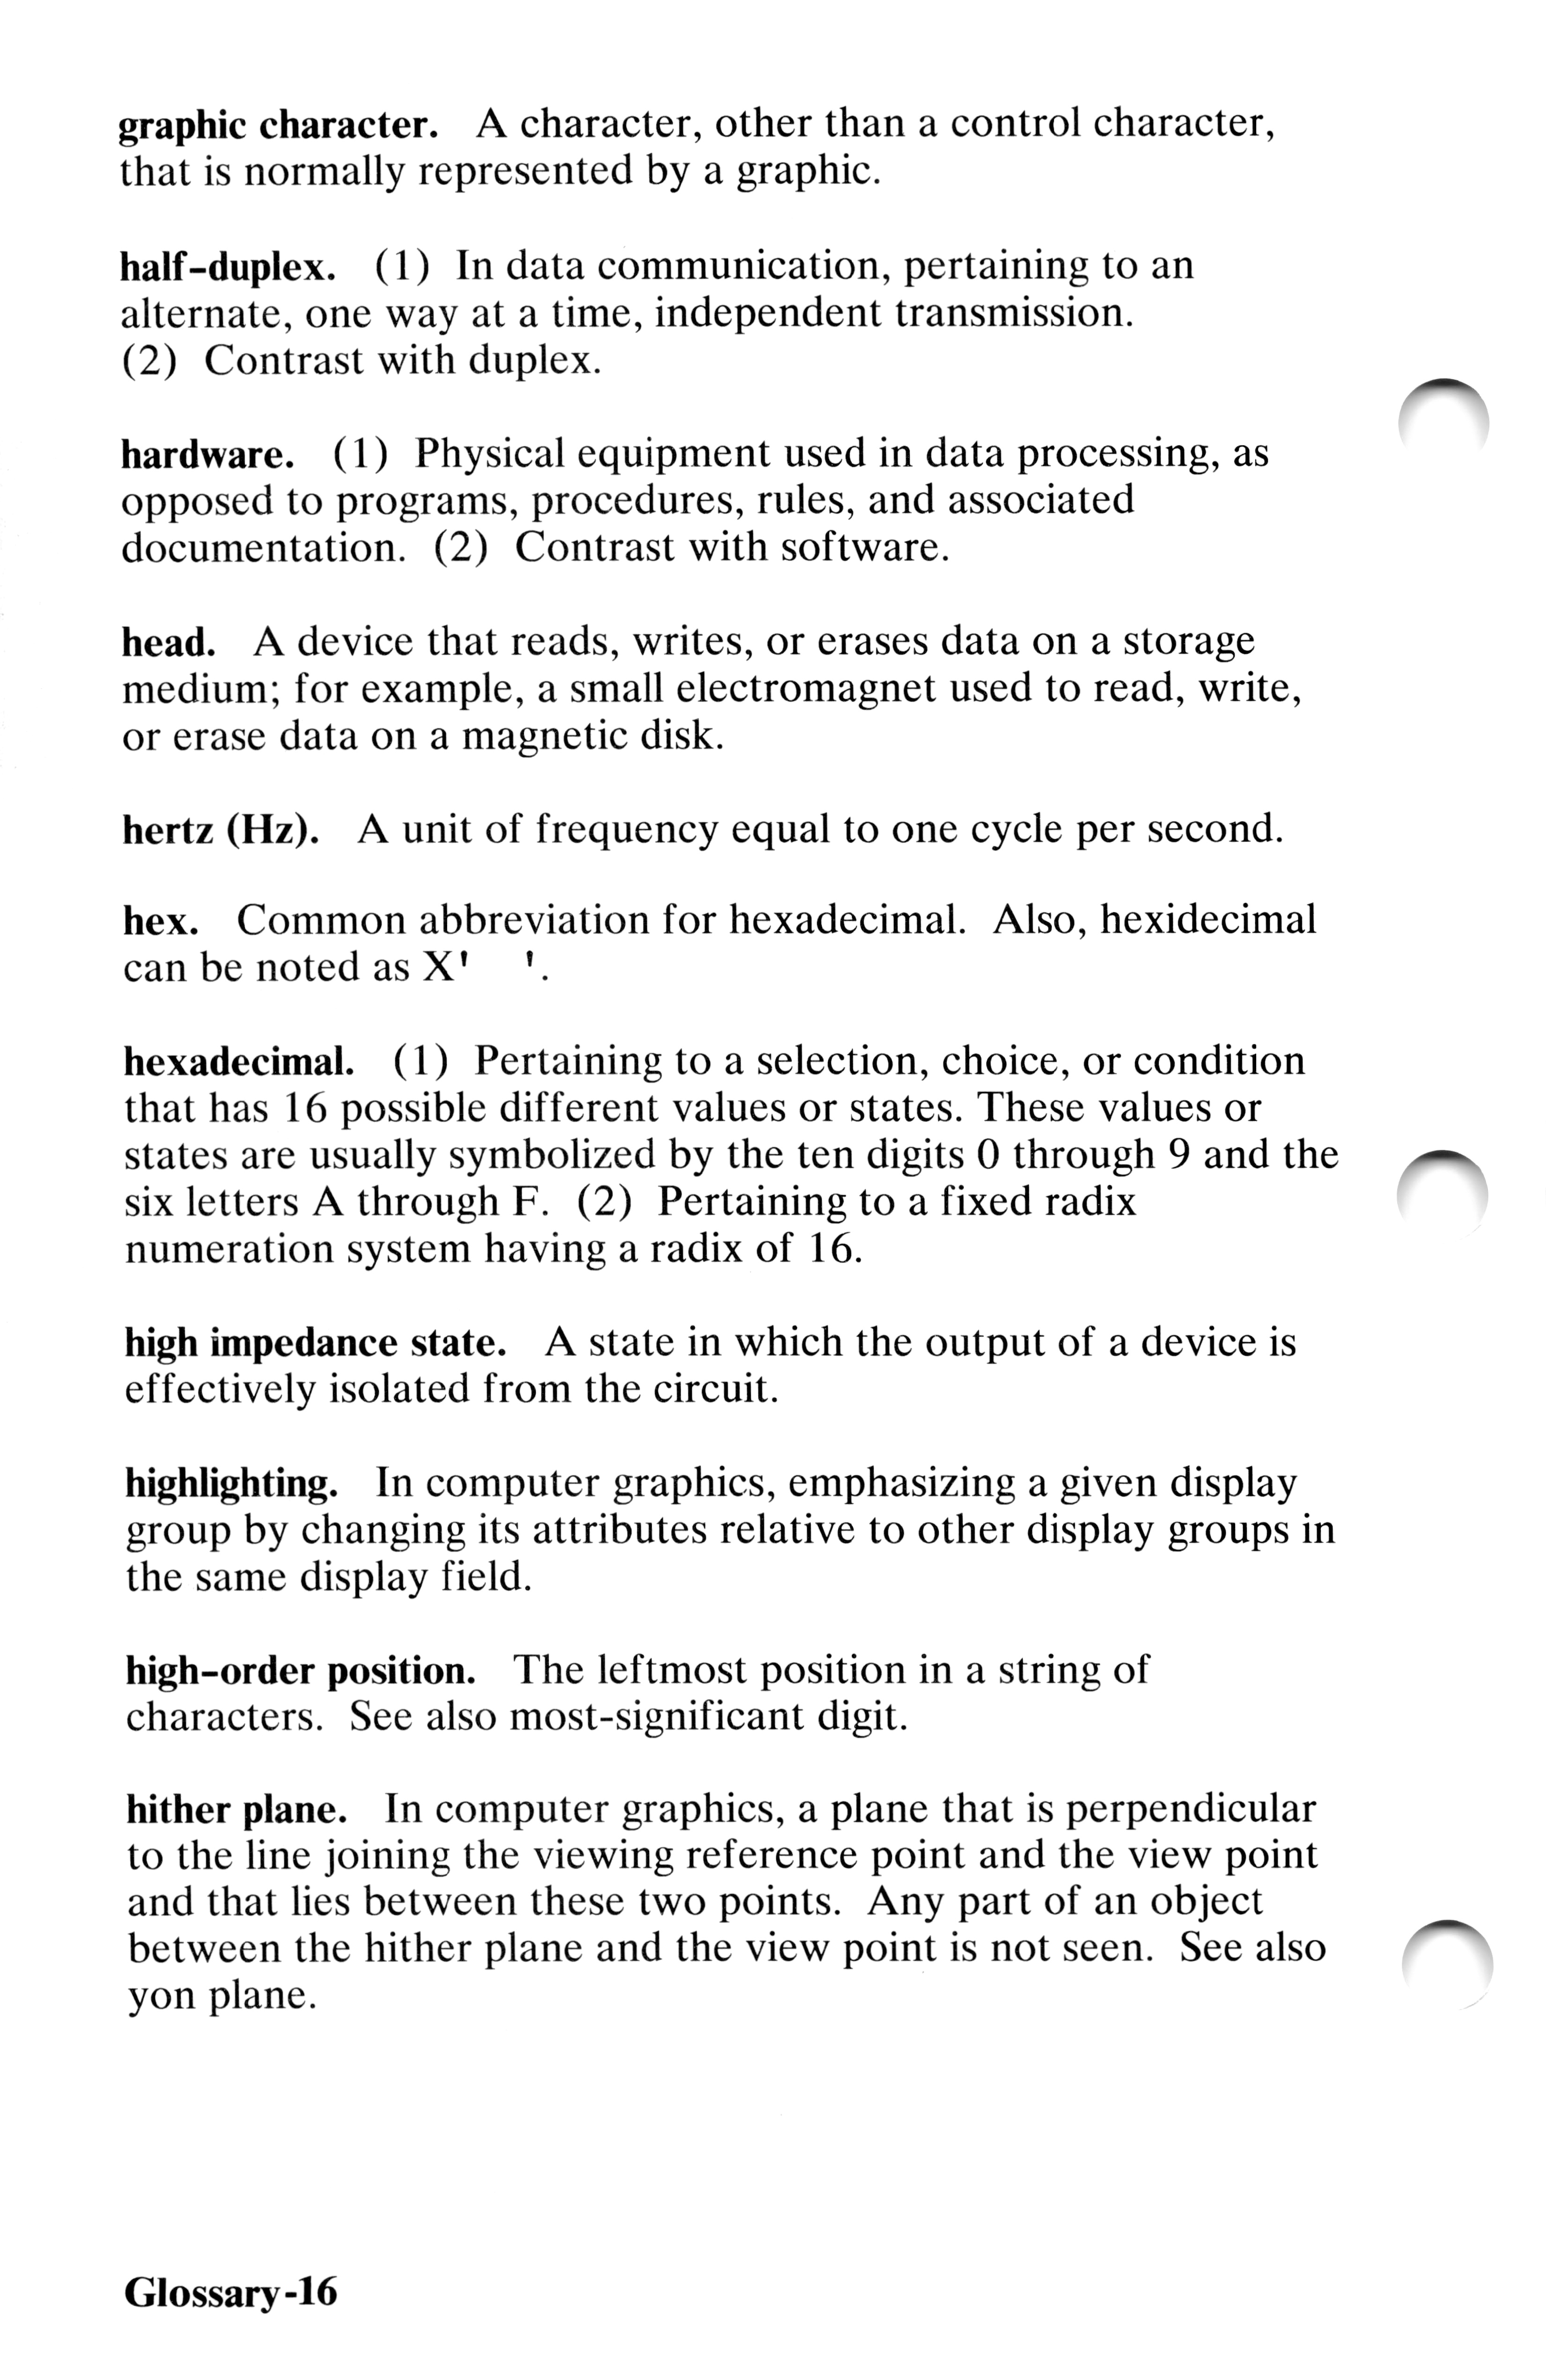 graphic character. A character, other than a control character,
that is normally represented by a graphic.
half-duplex. (1) In data communication, pertaining to an
alternate, one way at a time, independent transmission.
(2) Contrast with duplex.
hardware. (1) Physical equipment used in data processing, as
opposed to programs, procedures, rules, and associated
documentation. (2) Contrast with software.
head. A device that reads, writes, or erases data on a storage
medium; for example, a small electromagnet used to read, write,
or erase data on a magnetic disk.
hertz (Hz). A unit of frequency equal to one cycle per second.
hex. Common abbreviation for hexadecimal. Also, hexidecimal
can be noted as X' '.
hexadecimal. (1) Pertaining to a selection, choice, or condition
that has 16 possible different values or states. These values or
states are usually symbolized by the ten digits 0 through 9 and the
six letters A through F. (2) Pertaining to a fixed radix
numeration system having a radix of 16.
high impedance state. A state in which the output of a device is
effectively isolated from the circuit.
highlighting. In computer graphics, emphasizing a given display
group by changing its attributes relative to other display groups in
the same display field.
high-order position. The leftmost position in a string of
characters. See also most-significant digit.
hither plane. In computer graphics, a plane that is perpendicular
to the line joining the viewing reference point and the view point
and that lies between these two points. Any part of an object
between the hither plane and the view point is not seen. See also
yon plane.
Glossary-16